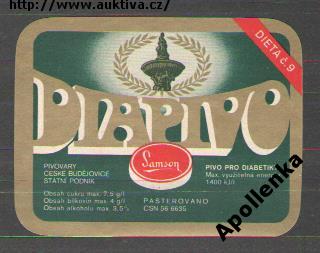 http://www.auktiva.cz/
DIETA č.9
DIAPIVO
Samson
PIVOVARY
ČESKÉ BUDĚJOVICE
STÁTNÍ PODNIK
PIVO PRO DIABETIKY
Max. využitelná energ
1400 kJ/l
Obsah cukru max. 7,5 g/l
Obsah bílkovin max. 4 g/l
Obsah alkoholu max. 3,5%
PASTEROVÁNO
ČSN 56 6635
Apollenka